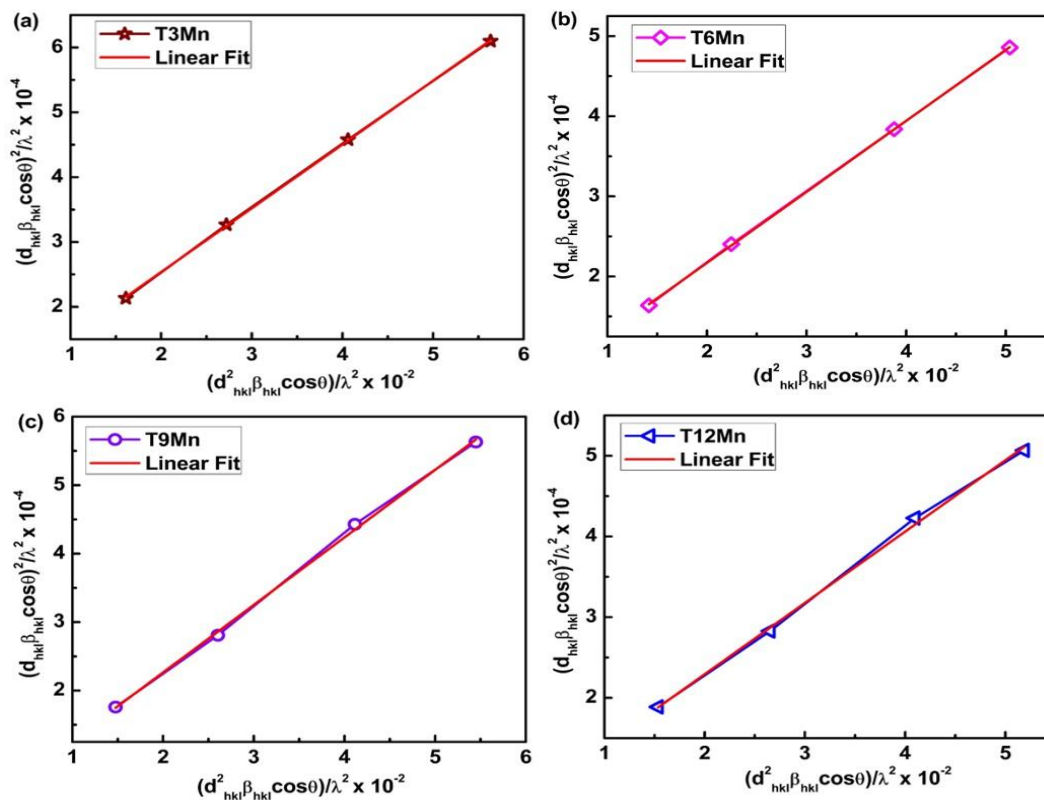 (a)
T3Mn
Linear Fit
(d_hkl β_hkl cosθ)²/λ² x 10⁻⁴
6
5
4
3
2
1 2 3 4 5 6
(d²_hkl β_hkl cosθ)/λ² x 10⁻²
(b)
T6Mn
Linear Fit
(d_hkl β_hkl cosθ)²/λ² x 10⁻⁴
5
4
3
2
1 2 3 4 5
(d²_hkl β_hkl cosθ)/λ² x 10⁻²
(c)
T9Mn
Linear Fit
(d_hkl β_hkl cosθ)²/λ² x 10⁻⁴
6
5
4
3
2
1 2 3 4 5 6
(d²_hkl β_hkl cosθ)/λ² x 10⁻²
(d)
T12Mn
Linear Fit
(d_hkl β_hkl cosθ)²/λ² x 10⁻⁴
5
4
3
2
1 2 3 4 5
(d²_hkl β_hkl cosθ)/λ² x 10⁻²